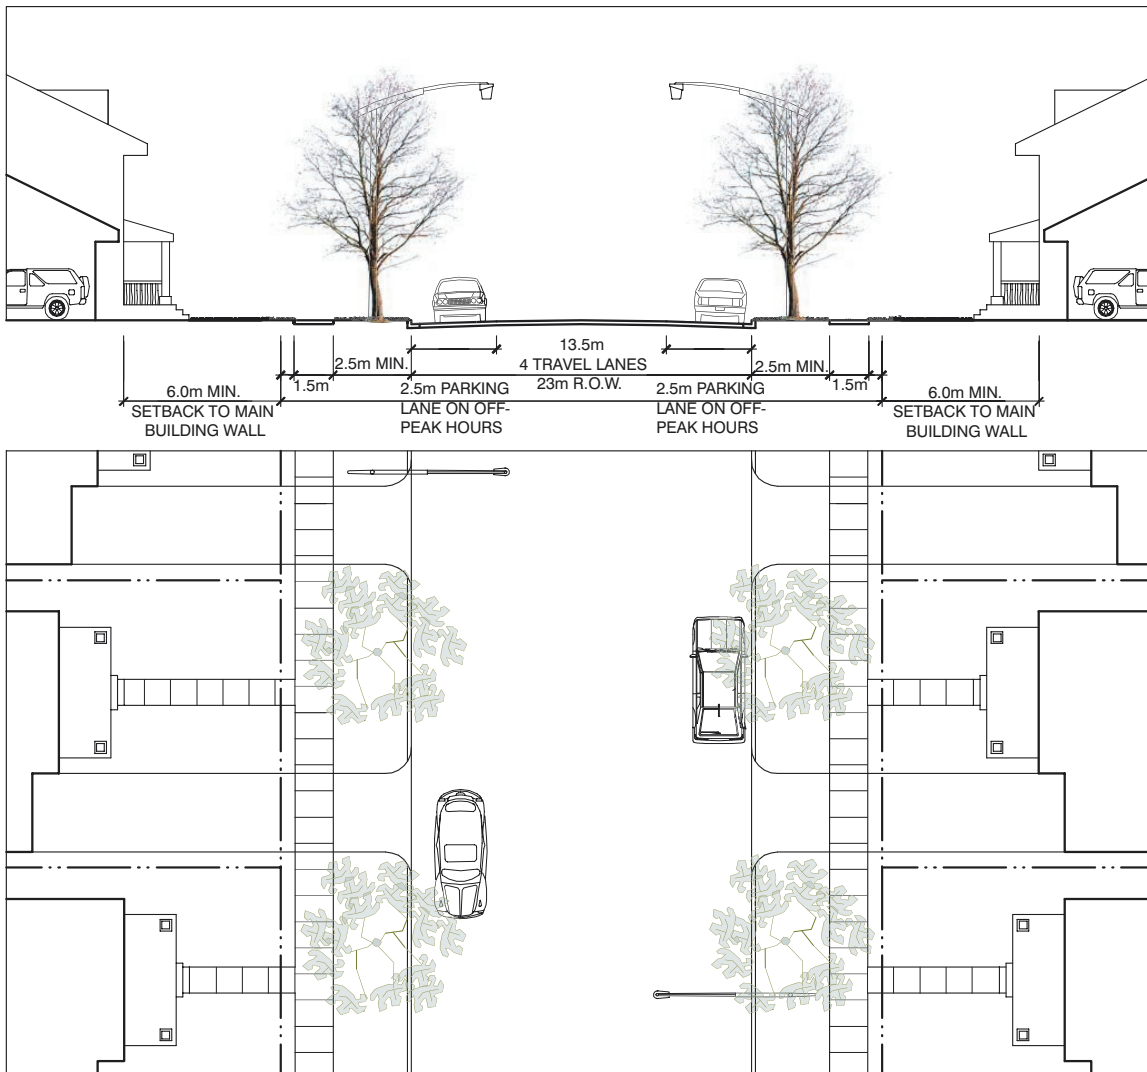 13.5m
2.5m MIN.
4 TRAVEL LANES
2.5m MIN.
6.0m MIN.
1.5m
23m R.O.W.
1.5m
6.0m MIN.
SETBACK TO MAIN
BUILDING WALL
2.5m PARKING
LANE ON OFF-
PEAK HOURS
2.5m PARKING
LANE ON OFF-
PEAK HOURS
SETBACK TO MAIN
BUILDING WALL